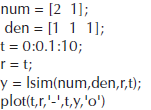 num = [2  1];
den = [1  1  1];
t = 0:0.1:10;
r = t;
y = lsim(num,den,r,t);
plot(t,r,'-',t,y,'o')